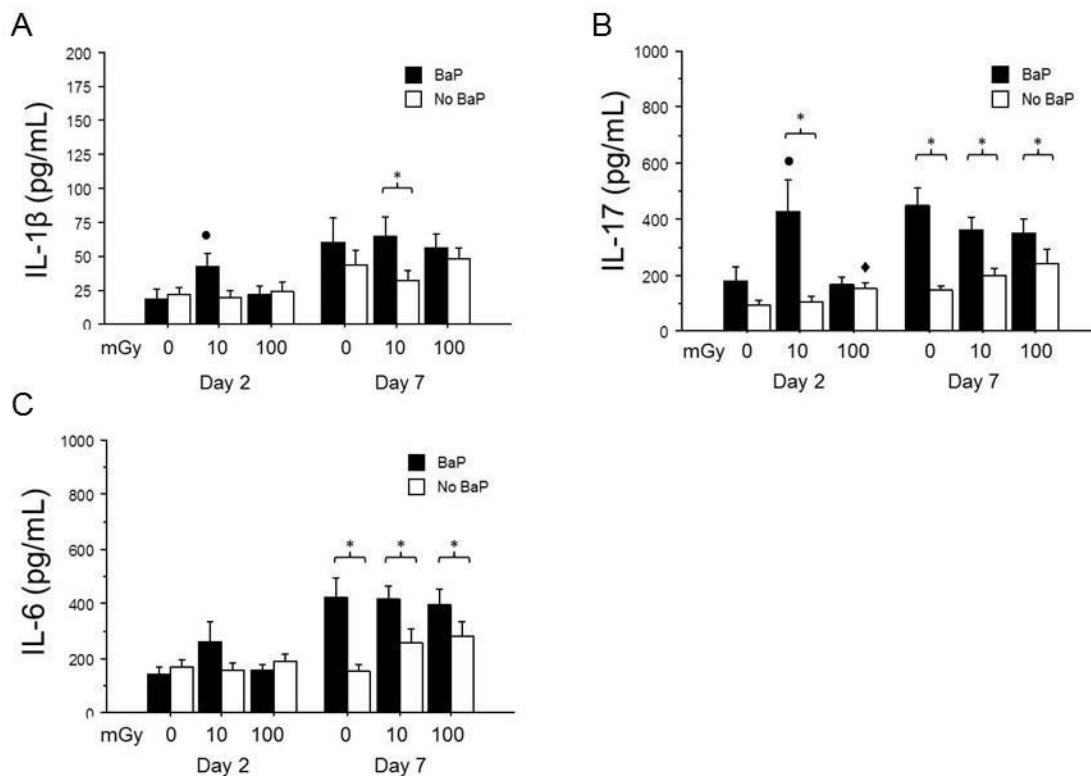 A
IL-1β (pg/mL)
200
175
150
125
100
75
50
25
0
BaP
No BaP
●
*
mGy 0 10 100 0 10 100
Day 2 Day 7
B
IL-17 (pg/mL)
1000
800
600
400
200
0
BaP
No BaP
* * * *
●
♦
mGy 0 10 100 0 10 100
Day 2 Day 7
C
IL-6 (pg/mL)
1000
800
600
400
200
0
BaP
No BaP
* * *
mGy 0 10 100 0 10 100
Day 2 Day 7